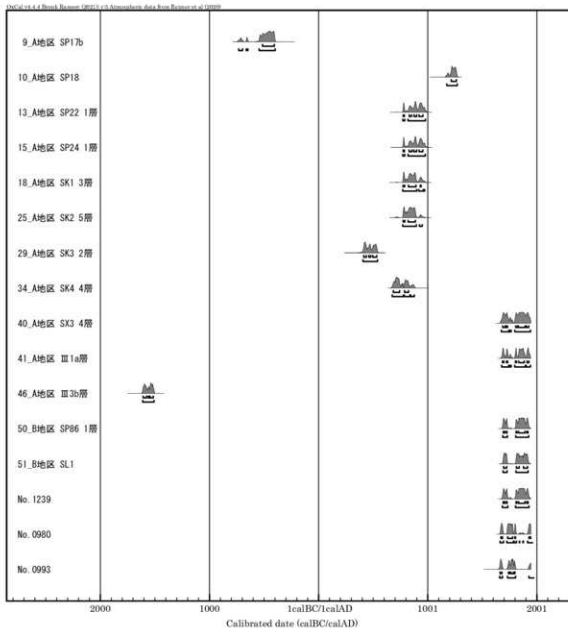 OxCal v4.4.4 Bronk Ramsey (2021); r:5 Atmospheric data from Reimer et al (2020)
9_A地区 SP17b
10_A地区 SP18
13_A地区 SP22 1層
15_A地区 SP24 1層
18_A地区 SK1 3層
25_A地区 SK2 5層
29_A地区 SK3 2層
34_A地区 SK4 4層
40_A地区 SX3 4層
41_A地区 Ⅲ1a層
46_A地区 Ⅲ3b層
50_B地区 SP86 1層
51_B地区 SL1
No.1239
No.0980
No.0993
2000 1000 1calBC/1calAD 1001 2001
Calibrated date (calBC/calAD)